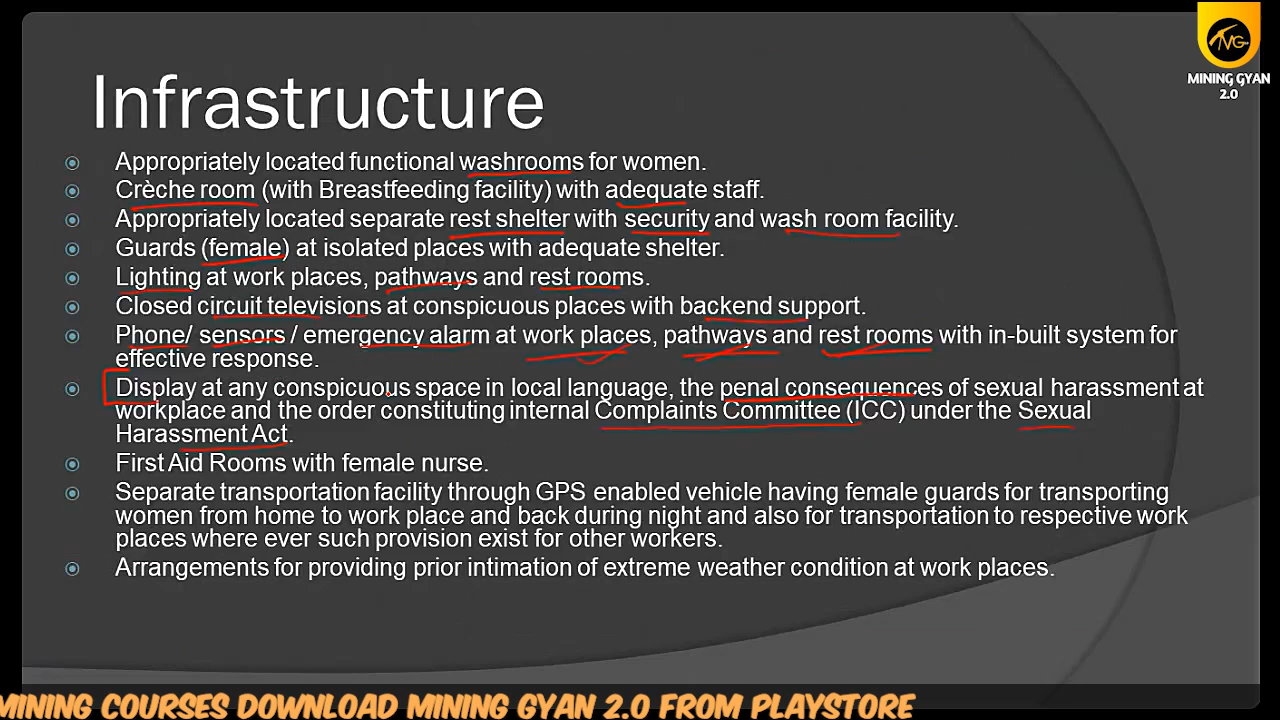 MINING GYAN
2.0
Infrastructure
Appropriately located functional washrooms for women.
Crèche room (with Breastfeeding facility) with adequate staff.
Appropriately located separate rest shelter with security and wash room facility.
Guards (female) at isolated places with adequate shelter.
Lighting at work places, pathways and rest rooms.
Closed circuit televisions at conspicuous places with backend support.
Phone/ sensors / emergency alarm at work places, pathways and rest rooms with in-built system for
effective response.
Display at any conspicuous space in local language, the penal consequences of sexual harassment at
workplace and the order constituting internal Complaints Committee (ICC) under the Sexual
Harassment Act.
First Aid Rooms with female nurse.
Separate transportation facility through GPS enabled vehicle having female guards for transporting
women from home to work place and back during night and also for transportation to respective work
places where ever such provision exist for other workers.
Arrangements for providing prior intimation of extreme weather condition at work places.
MINING COURSES DOWNLOAD MINING GYAN 2.0 FROM PLAYSTORE